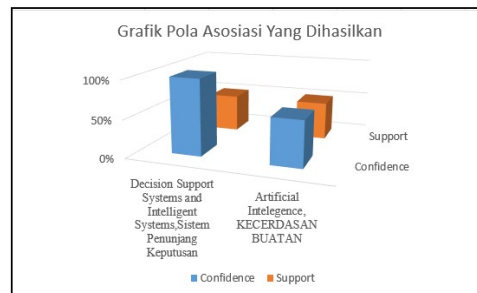 Grafik Pola Asosiasi Yang Dihasilkan
100%
50%
0%
Support
Confidence
Decision Support
Systems and
Intelligent
Systems,Sistem
Penunjang
Keputusan
Artificial
Intelegence,
KECERDASAN
BUATAN
Confidence Support